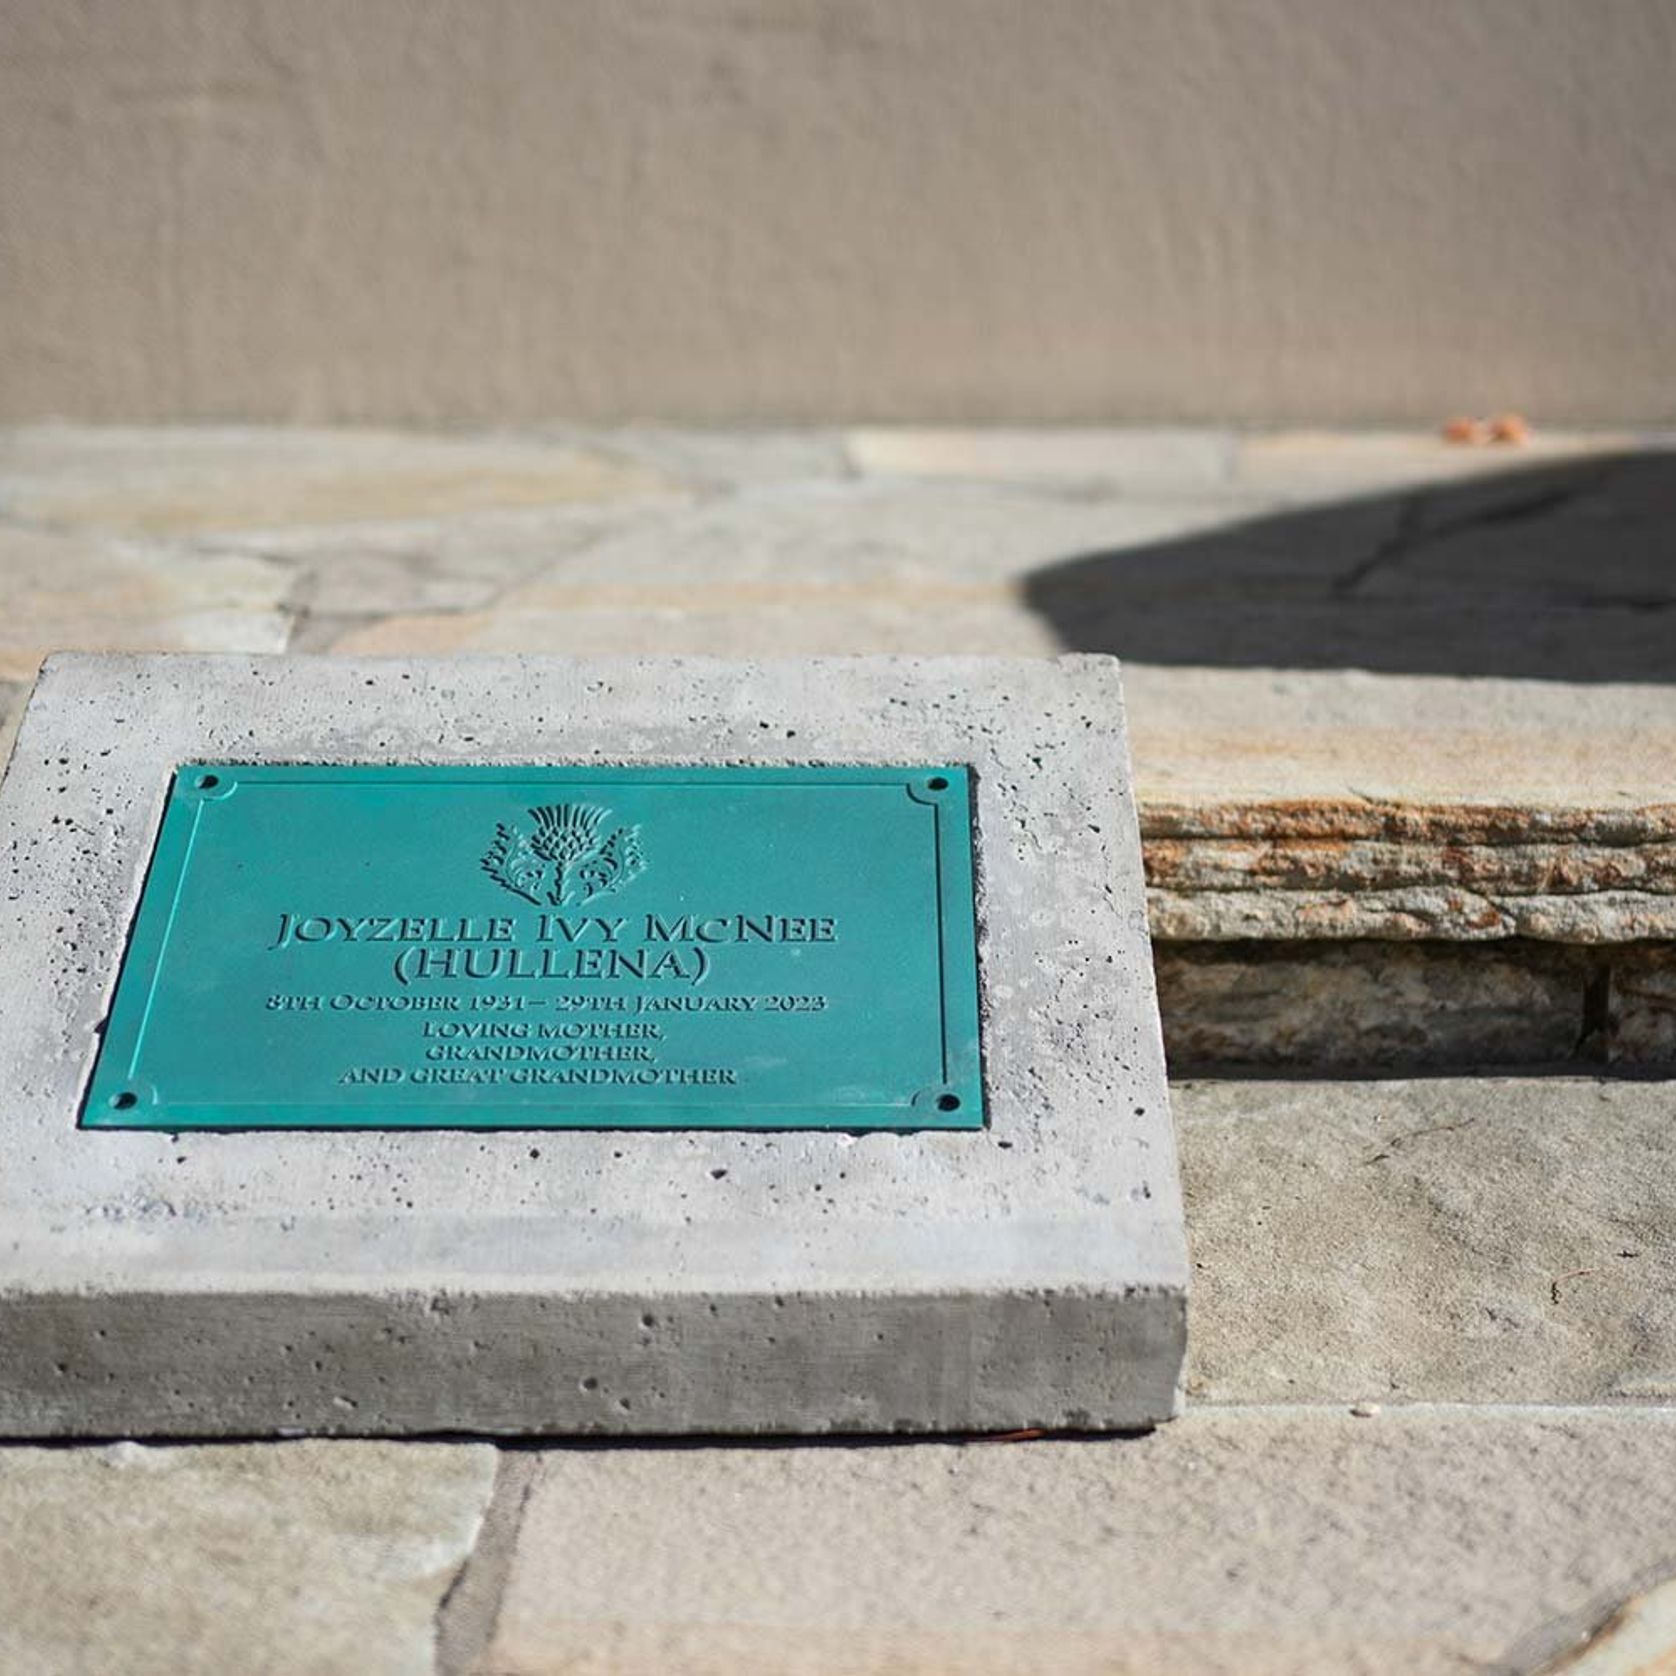 JOYZELLE IVY MCNEE
(HULLENA)
8TH OCTOBER 1931– 29TH JANUARY 2023
LOVING MOTHER,
GRANDMOTHER,
AND GREAT GRANDMOTHER